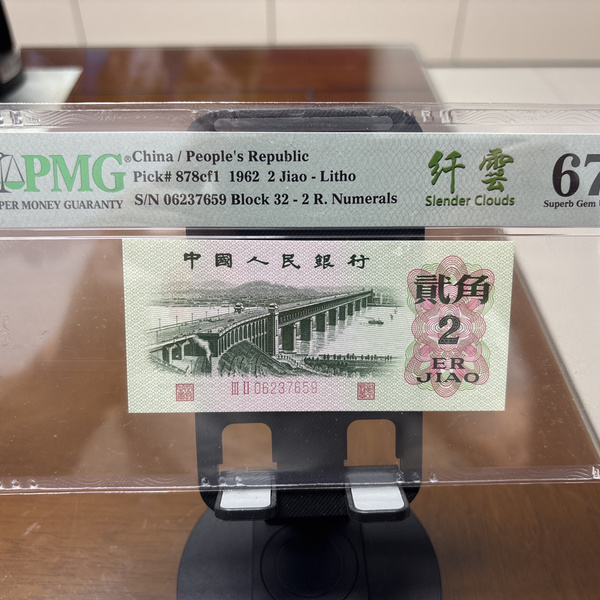 PMG®
PER MONEY GUARANTY
China / People's Republic
Pick# 878cf1 1962 2 Jiao - Litho
S/N 06237659 Block 32 - 2 R. Numerals
纤雲
Slender Clouds
67
Superb Gem
中國人民銀行
貳角
2
ER
JIAO
III II 06237659